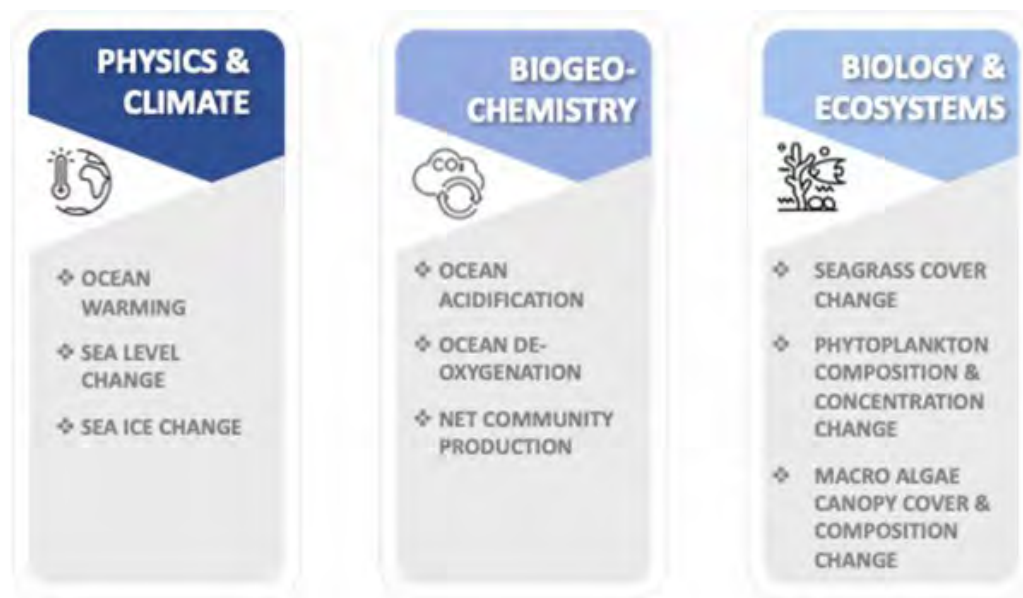 PHYSICS &
CLIMATE
❖ OCEAN
WARMING
❖ SEA LEVEL
CHANGE
❖ SEA ICE CHANGE
BIOGEO-
CHEMISTRY
CO₂
❖ OCEAN
ACIDIFICATION
❖ OCEAN DE-
OXYGENATION
❖ NET COMMUNITY
PRODUCTION
BIOLOGY &
ECOSYSTEMS
❖ SEAGRASS COVER
CHANGE
❖ PHYTOPLANKTON
COMPOSITION &
CONCENTRATION
CHANGE
❖ MACRO ALGAE
CANOPY COVER &
COMPOSITION
CHANGE